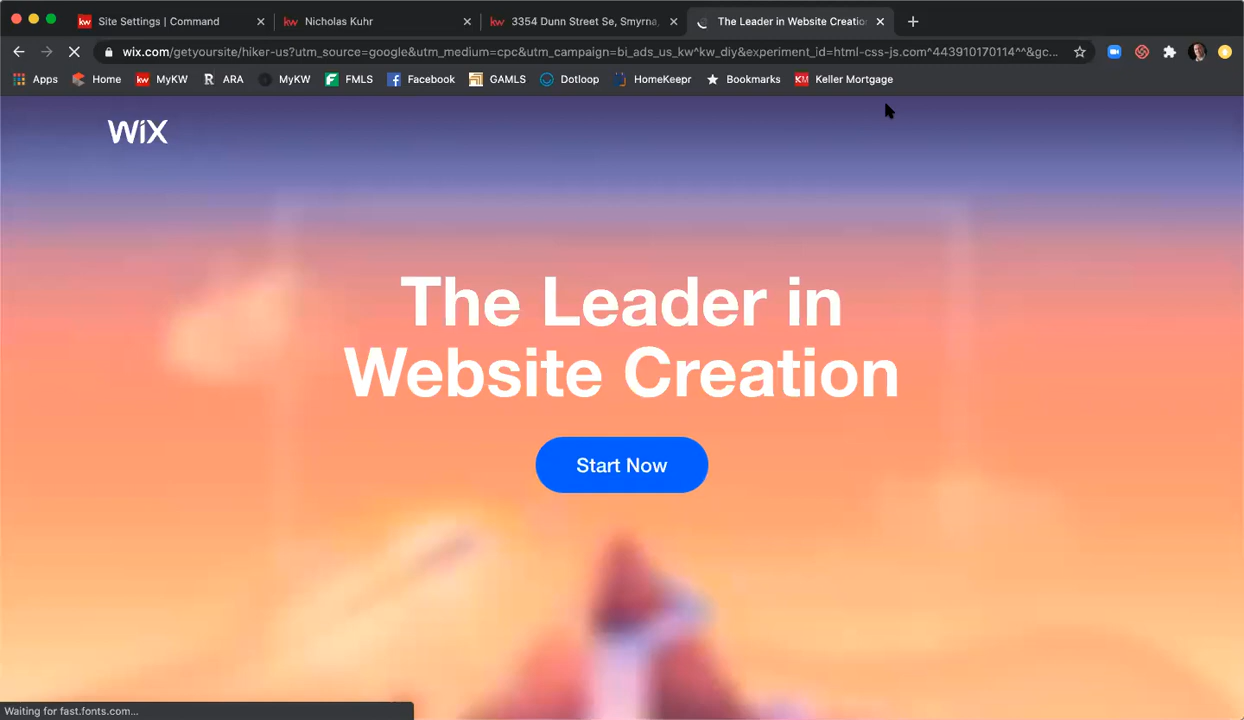 Site Settings | Command
Nicholas Kuhr
3354 Dunn Street Se, Smyrna,
The Leader in Website Creatio
wix.com/getyoursite/hiker-us?utm_source=google&utm_medium=cpc&utm_campaign=bi_ads_us_kw^kw_diy&experiment_id=html-css-js.com^443910170114^^&gc...
Apps
Home
kw MyKW
R ARA
MyKW
FMLS
Facebook
GAMLS
Dotloop
HomeKeepr
Bookmarks
KM Keller Mortgage
WiX
The Leader in
Website Creation
Start Now
Waiting for fast.fonts.com...